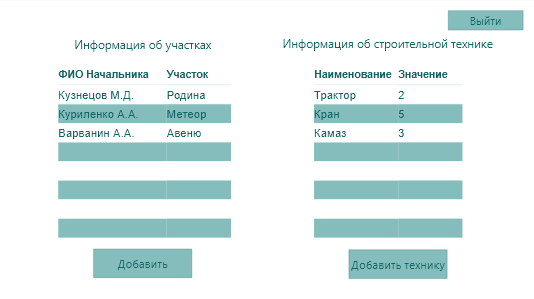 Выйти
Информация об участках
Информация об строительной технике
ФИО Начальника Участок
Наименование Значение
Кузнецов М.Д. Родина
Трактор 2
Куриленко А.А. Метеор
Кран 5
Варванин А.А. Авеню
Камаз 3
Добавить
Добавить технику